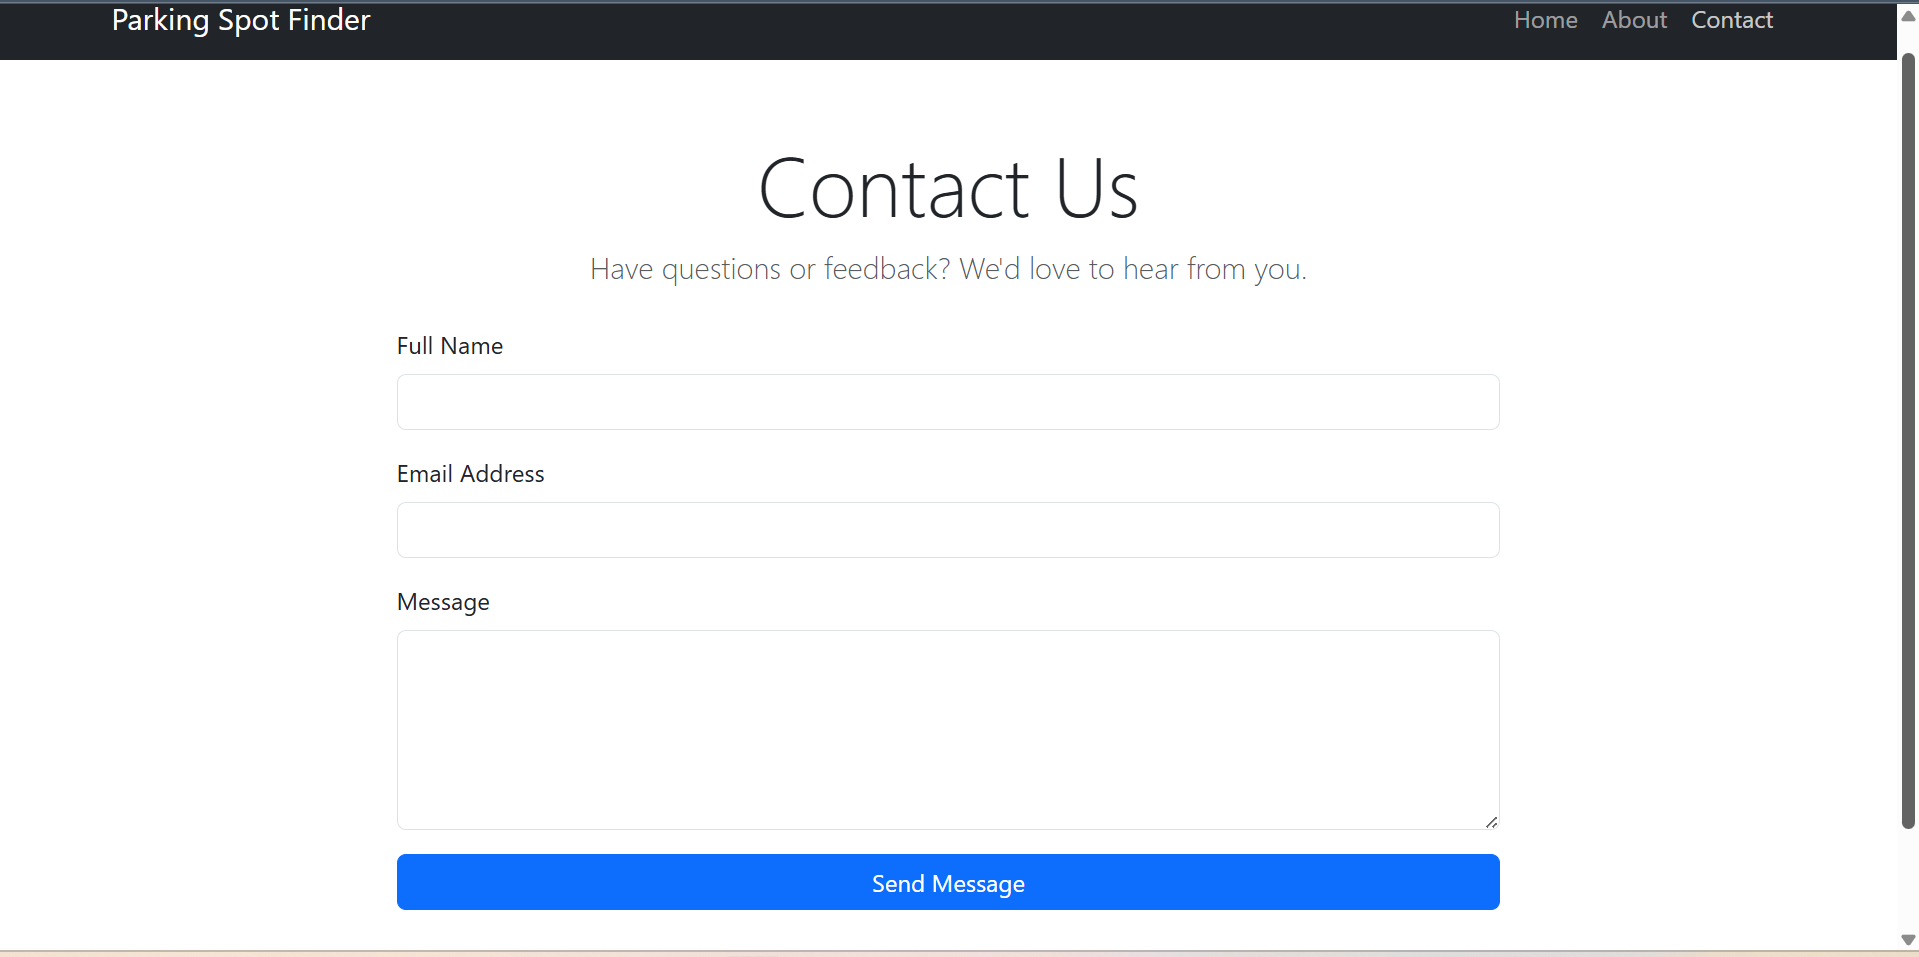 Parking Spot Finder
Home About Contact
Contact Us
Have questions or feedback? We'd love to hear from you.
Full Name
Email Address
Message
Send Message